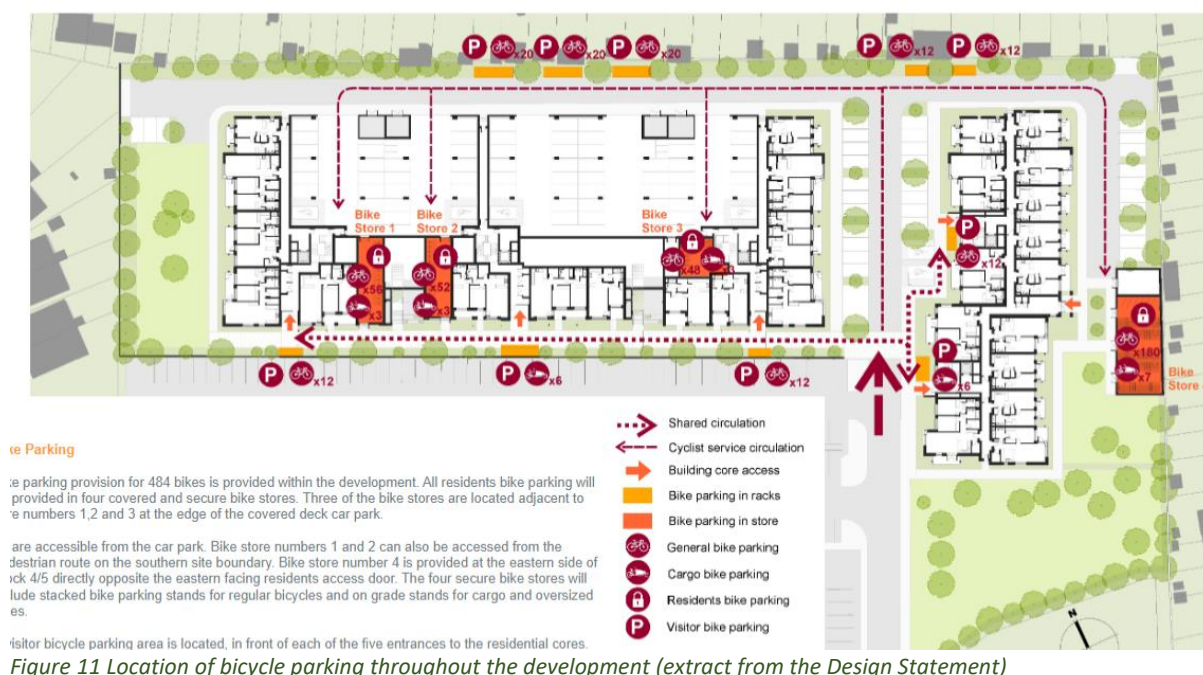 x20
x20
x20
x12
x12
Bike
Store 1
Bike
Store 2
Bike
Store 3
x56
x3
x52
x3
x48
x3
x12
x180
x7
Bike
Store
x6
x12
x6
x12
Shared circulation
Cyclist service circulation
Building core access
Bike parking in racks
Bike parking in store
General bike parking
Cargo bike parking
Residents bike parking
Visitor bike parking
P
P
P
P
P
P
P
P
P
P
P
N
ke Parking
ke parking provision for 484 bikes is provided within the development. All residents bike parking will
provided in four covered and secure bike stores. Three of the bike stores are located adjacent to
re numbers 1,2 and 3 at the edge of the covered deck car park.
are accessible from the car park. Bike store numbers 1 and 2 can also be accessed from the
destrian route on the southern site boundary. Bike store number 4 is provided at the eastern side of
ock 4/5 directly opposite the eastern facing residents access door. The four secure bike stores will
lude stacked bike parking stands for regular bicycles and on grade stands for cargo and oversized
es.
visitor bicycle parking area is located, in front of each of the five entrances to the residential cores.
Figure 11 Location of bicycle parking throughout the development (extract from the Design Statement)